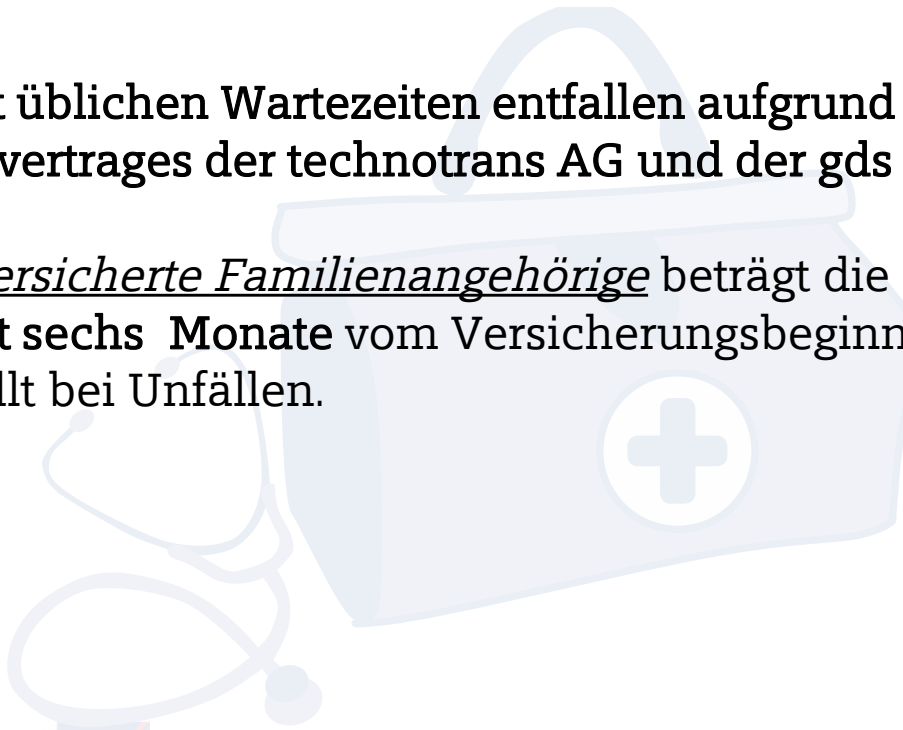 t üblichen Wartezeiten entfallen aufgrund
vertrages der technotrans AG und der gds
ersicherte Familienangehörige beträgt die
t sechs  Monate vom Versicherungsbeginn
llt bei Unfällen.